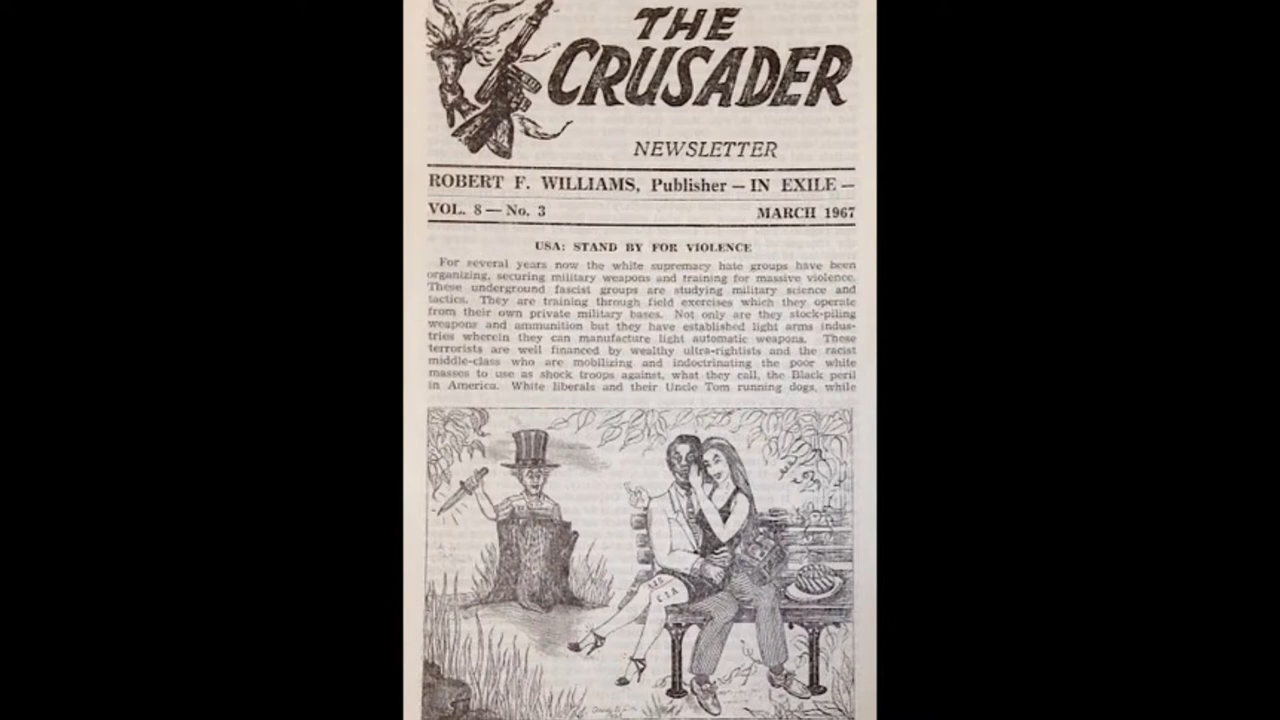 THE
CRUSADER
NEWSLETTER
ROBERT F. WILLIAMS, Publisher — IN EXILE —
VOL. 8 — No. 3 MARCH 1967
USA: STAND BY FOR VIOLENCE
For several years now the white supremacy hate groups have been
organizing, securing military weapons and training for massive violence.
These underground fascist groups are studying military science and
tactics. They are training through field exercises which they operate
from their own private military bases. Not only are they stock-piling
weapons and ammunition but they have established light arms indus-
tries wherein they can manufacture light automatic weapons. These
terrorists are well financed by wealthy ultra-rightists and the racist
middle-class who are mobilizing and indoctrinating the poor white
masses to use as shock troops against, what they call, the Black peril
in America. White liberals and their Uncle Tom running dogs, while
CIA